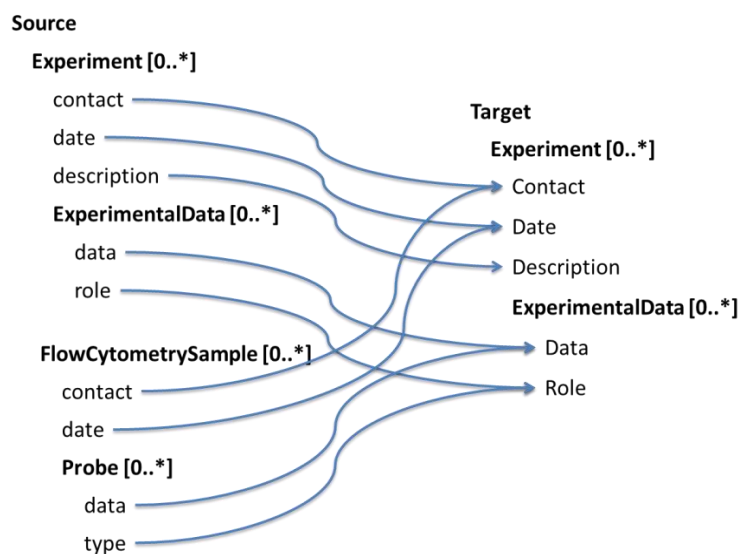 Source
Experiment [0..*]
contact
date
description
ExperimentalData [0..*]
data
role
FlowCytometrySample [0..*]
contact
date
Probe [0..*]
data
type
Target
Experiment [0..*]
Contact
Date
Description
ExperimentalData [0..*]
Data
Role